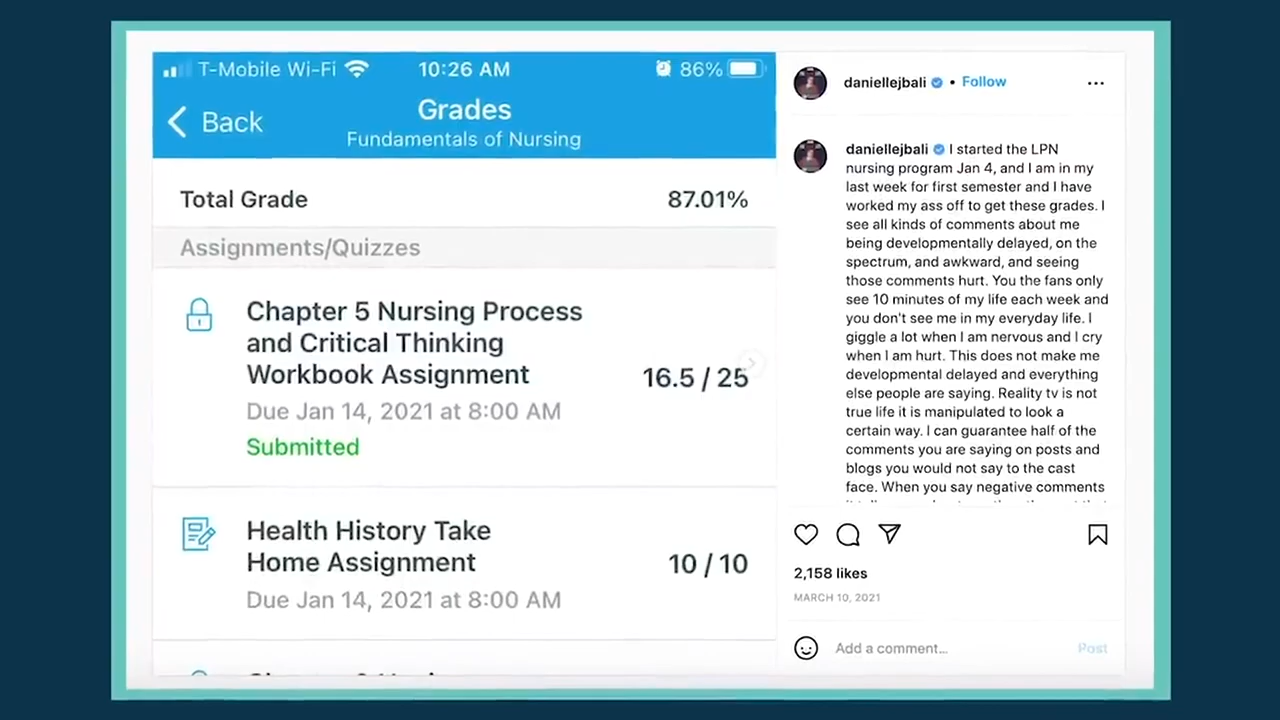 T-Mobile Wi-Fi 10:26 AM 86%
Back
Grades
Fundamentals of Nursing
Total Grade 87.01%
Assignments/Quizzes
Chapter 5 Nursing Process
and Critical Thinking
Workbook Assignment
16.5 / 25
Due Jan 14, 2021 at 8:00 AM
Submitted
Health History Take
Home Assignment
10 / 10
Due Jan 14, 2021 at 8:00 AM
daniellejbali • Follow
daniellejbali I started the LPN
nursing program Jan 4, and I am in my
last week for first semester and I have
worked my ass off to get these grades. I
see all kinds of comments about me
being developmentally delayed, on the
spectrum, and awkward, and seeing
those comments hurt. You the fans only
see 10 minutes of my life each week and
you don't see me in my everyday life. I
giggle a lot when I am nervous and I cry
when I am hurt. This does not make me
developmental delayed and everything
else people are saying. Reality tv is not
true life it is manipulated to look a
certain way. I can guarantee half of the
comments you are saying on posts and
blogs you would not say to the cast
face. When you say negative comments
2,158 likes
MARCH 10, 2021
Add a comment...
Post